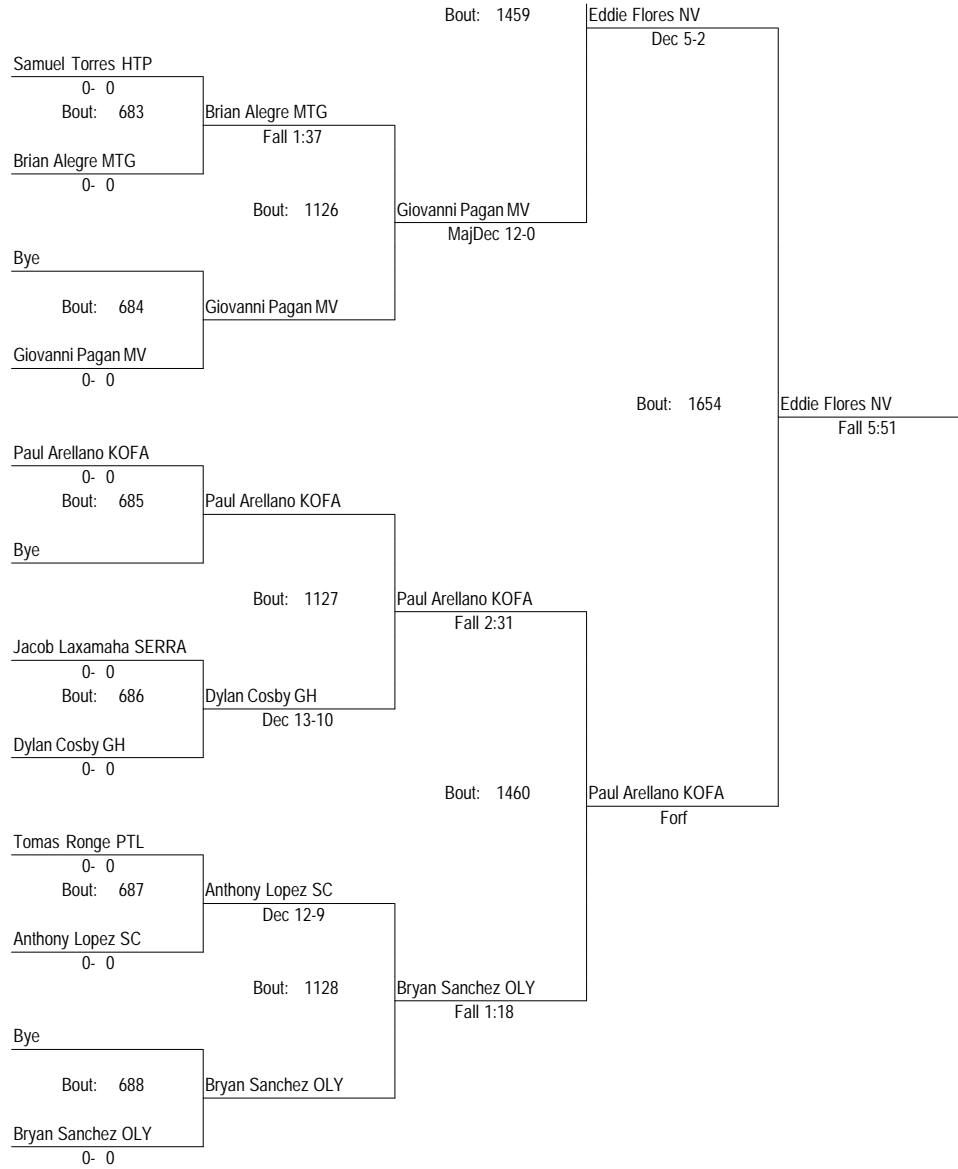 Bout: 1459 Eddie Flores NV
Dec 5-2
Samuel Torres HTP
0- 0
Bout: 683 Brian Alegre MTG
Fall 1:37
Brian Alegre MTG
0- 0
Bout: 1126 Giovanni Pagan MV
MajDec 12-0
Bye
Bout: 684 Giovanni Pagan MV
Giovanni Pagan MV
0- 0
Bout: 1654 Eddie Flores NV
Fall 5:51
Paul Arellano KOFA
0- 0
Bout: 685 Paul Arellano KOFA
Bye
Bout: 1127 Paul Arellano KOFA
Fall 2:31
Jacob Laxamaha SERRA
0- 0
Bout: 686 Dylan Cosby GH
Dec 13-10
Dylan Cosby GH
0- 0
Bout: 1460 Paul Arellano KOFA
Forf
Tomas Ronge PTL
0- 0
Bout: 687 Anthony Lopez SC
Dec 12-9
Anthony Lopez SC
0- 0
Bout: 1128 Bryan Sanchez OLY
Fall 1:18
Bye
Bout: 688 Bryan Sanchez OLY
Bryan Sanchez OLY
0- 0